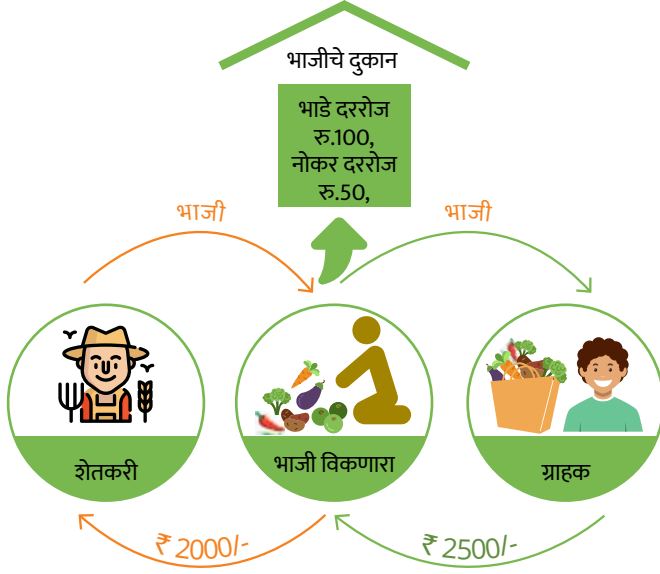 भाजीचे दुकान
भाडे दररोज
रु.100,
नोकर दररोज
रु.50,
भाजी
भाजी
शेतकरी
भाजी विकणारा
ग्राहक
₹ 2000/-
₹ 2500/-